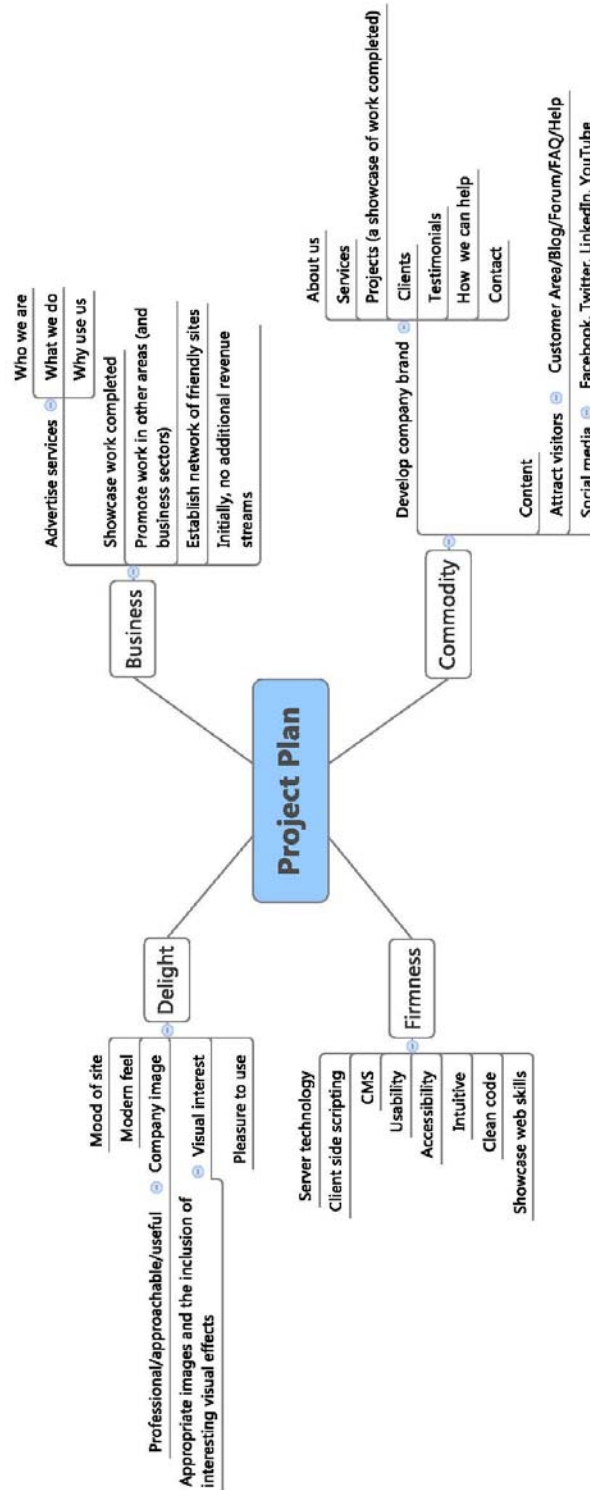 Project Plan
Business
Advertise services
Who we are
What we do
Why use us
Showcase work completed
Promote work in other areas (and
business sectors)
Establish network of friendly sites
Initially, no additional revenue
streams
Commodity
Develop company brand
About us
Services
Projects (a showcase of work completed)
Clients
Testimonials
How we can help
Contact
Content
Attract visitors
Customer Area/Blog/Forum/FAQ/Help
Social media
Facebook, Twitter, LinkedIn, YouTube
Delight
Mood of site
Modern feel
Company image
Professional/approachable/useful
Visual interest
Appropriate images and the inclusion of
interesting visual effects
Pleasure to use
Firmness
Server technology
Client side scripting
CMS
Usability
Accessibility
Intuitive
Clean code
Showcase web skills